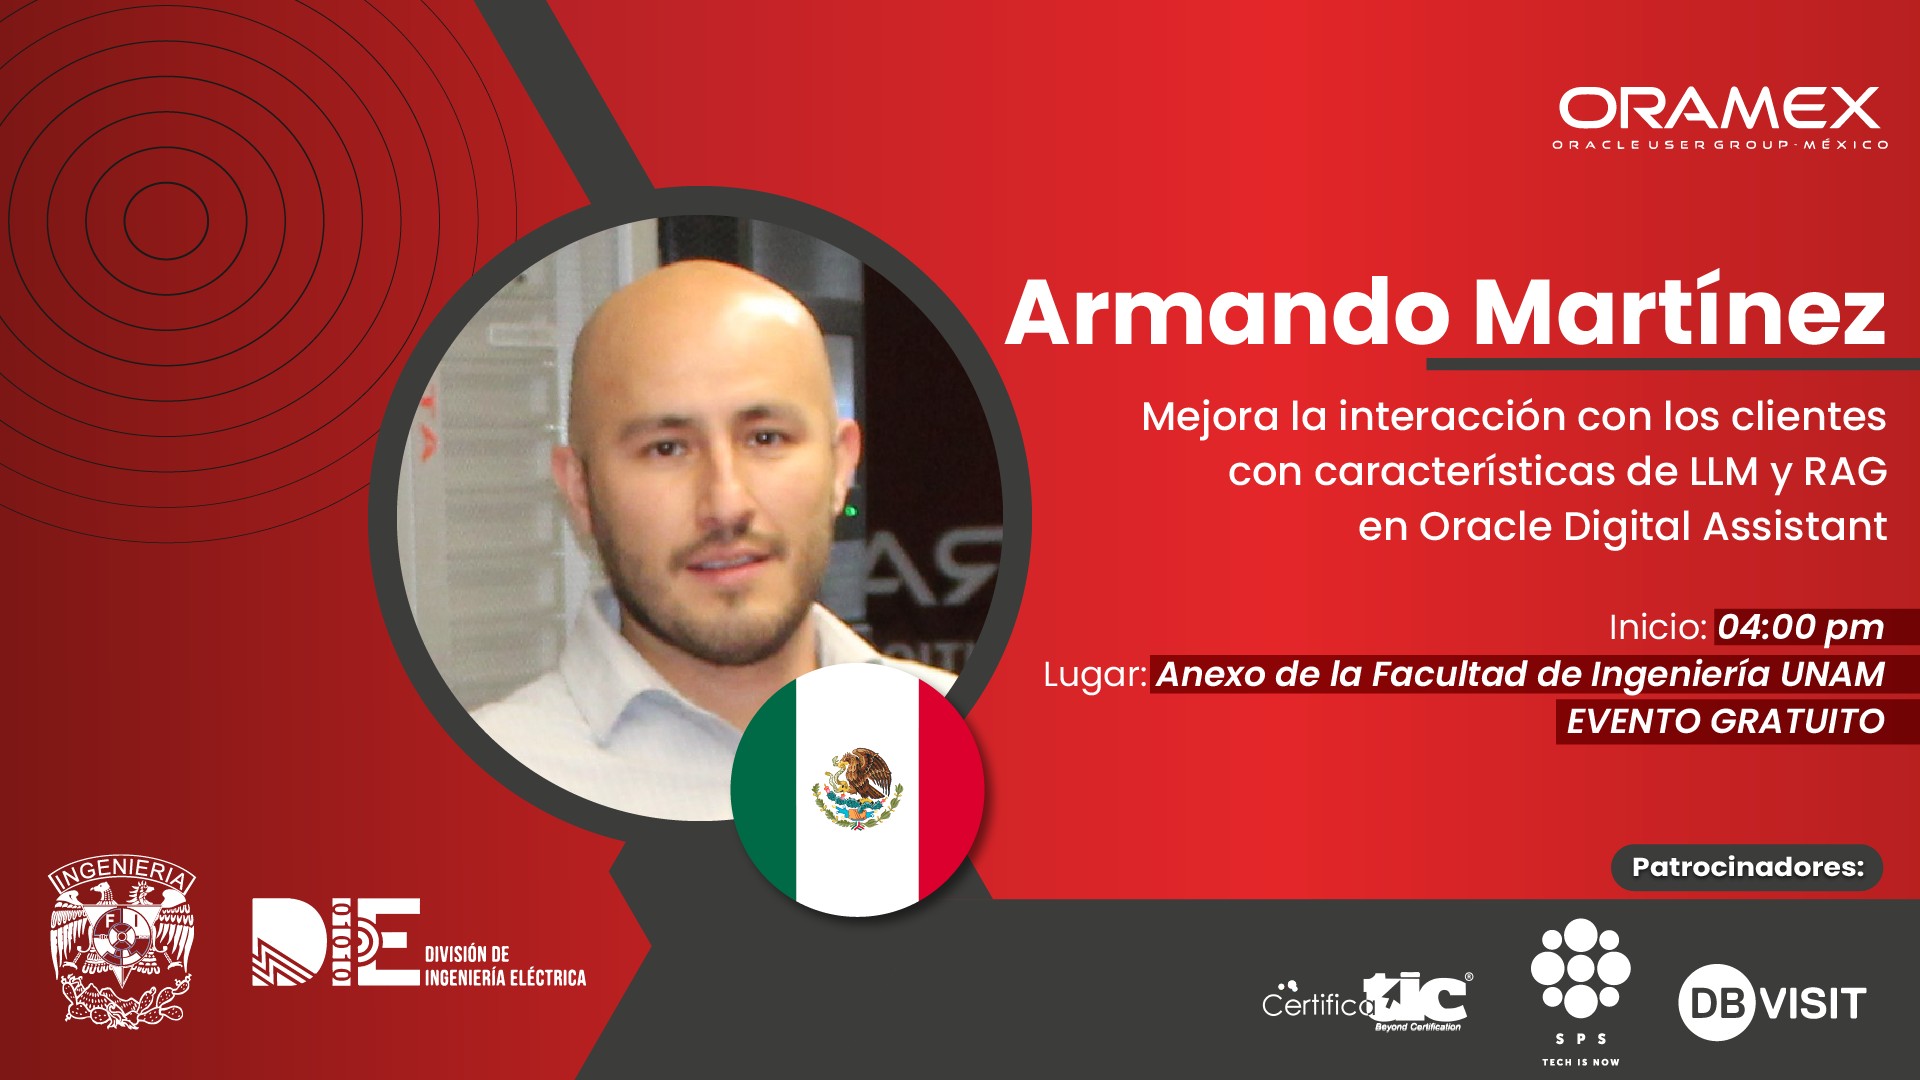 ORAMEX
ORACLE USER GROUP - MÉXICO
Armando Martínez
Mejora la interacción con los clientes
con características de LLM y RAG
en Oracle Digital Assistant
Inicio: 04:00 pm
Lugar: Anexo de la Facultad de Ingeniería UNAM
EVENTO GRATUITO
Patrocinadores:
INGENIERIA
F I
DIE
01010
DIVISIÓN DE
INGENIERÍA ELÉCTRICA
Certificatic®
Beyond Certification
SPS
TECH IS NOW
DBVISIT